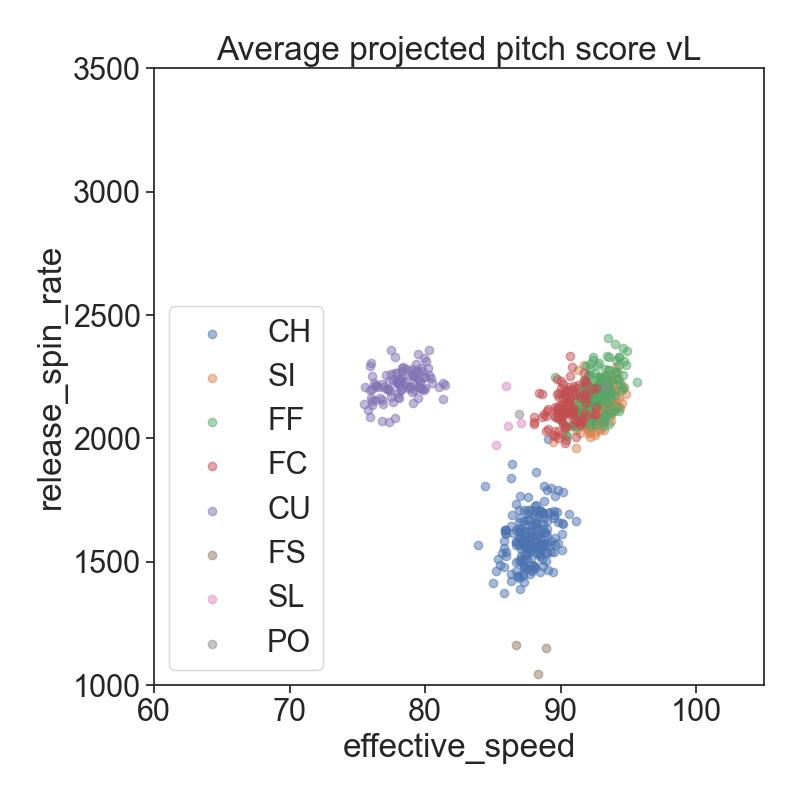 Average projected pitch score vL
release_spin_rate
3500
3000
2500
2000
1500
1000
CH
SI
FF
FC
CU
FS
SL
PO
60
70
80
90
100
effective_speed